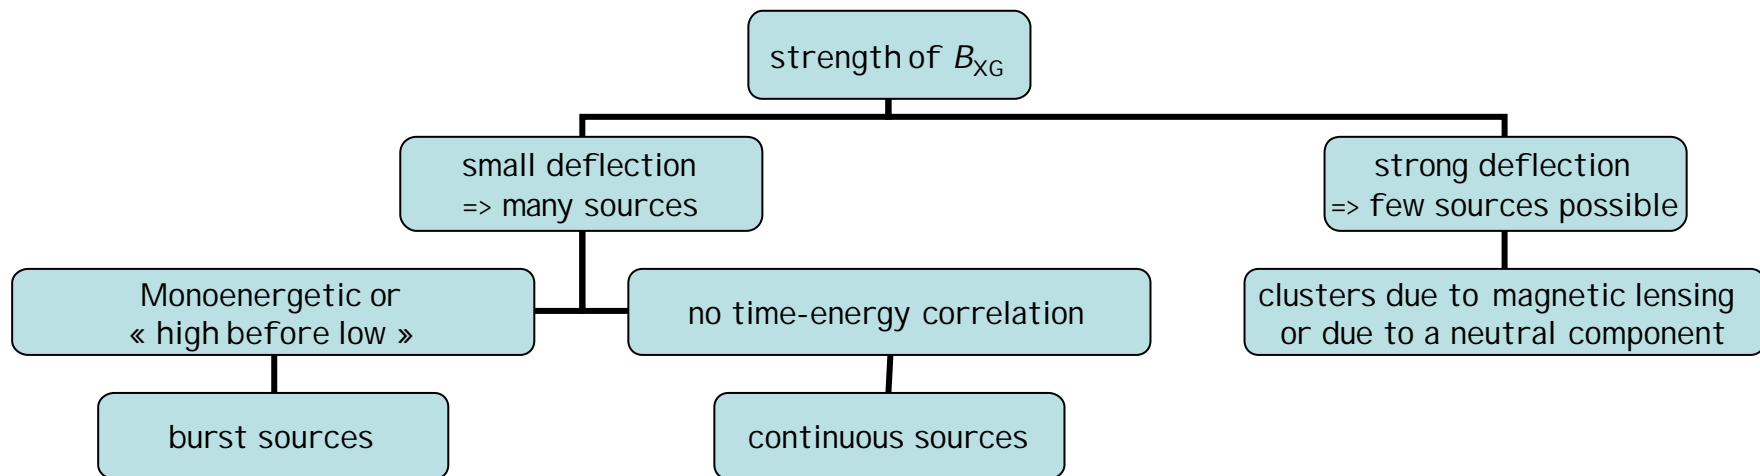 strength of B_XG
small deflection
=> many sources
strong deflection
=> few sources possible
Monoenergetic or
« high before low »
no time-energy correlation
clusters due to magnetic lensing
or due to a neutral component
burst sources
continuous sources